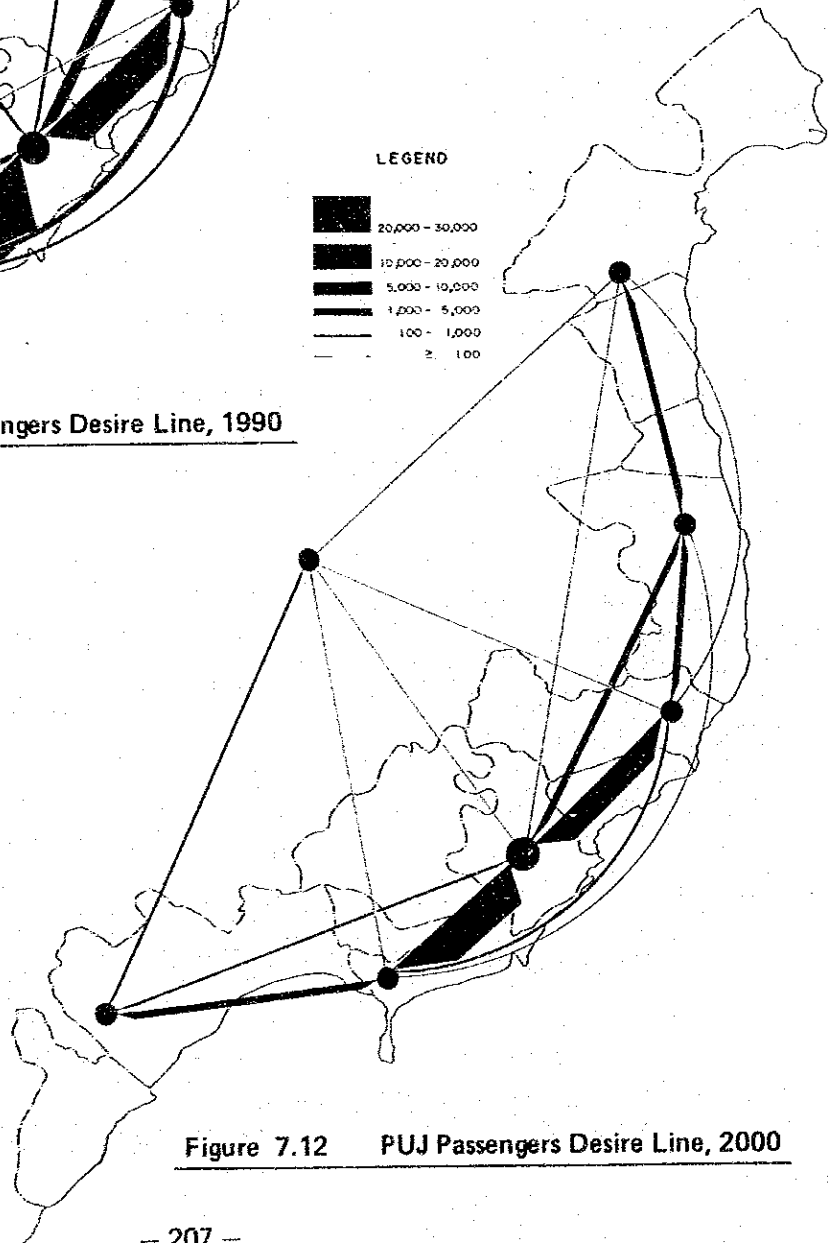 LEGEND
20,000 - 30,000
10,000 - 20,000
5,000 - 10,000
1,000 - 5,000
100 - 1,000
≥ 100
ngers Desire Line, 1990
Figure 7.12 PUJ Passengers Desire Line, 2000
— 207 —